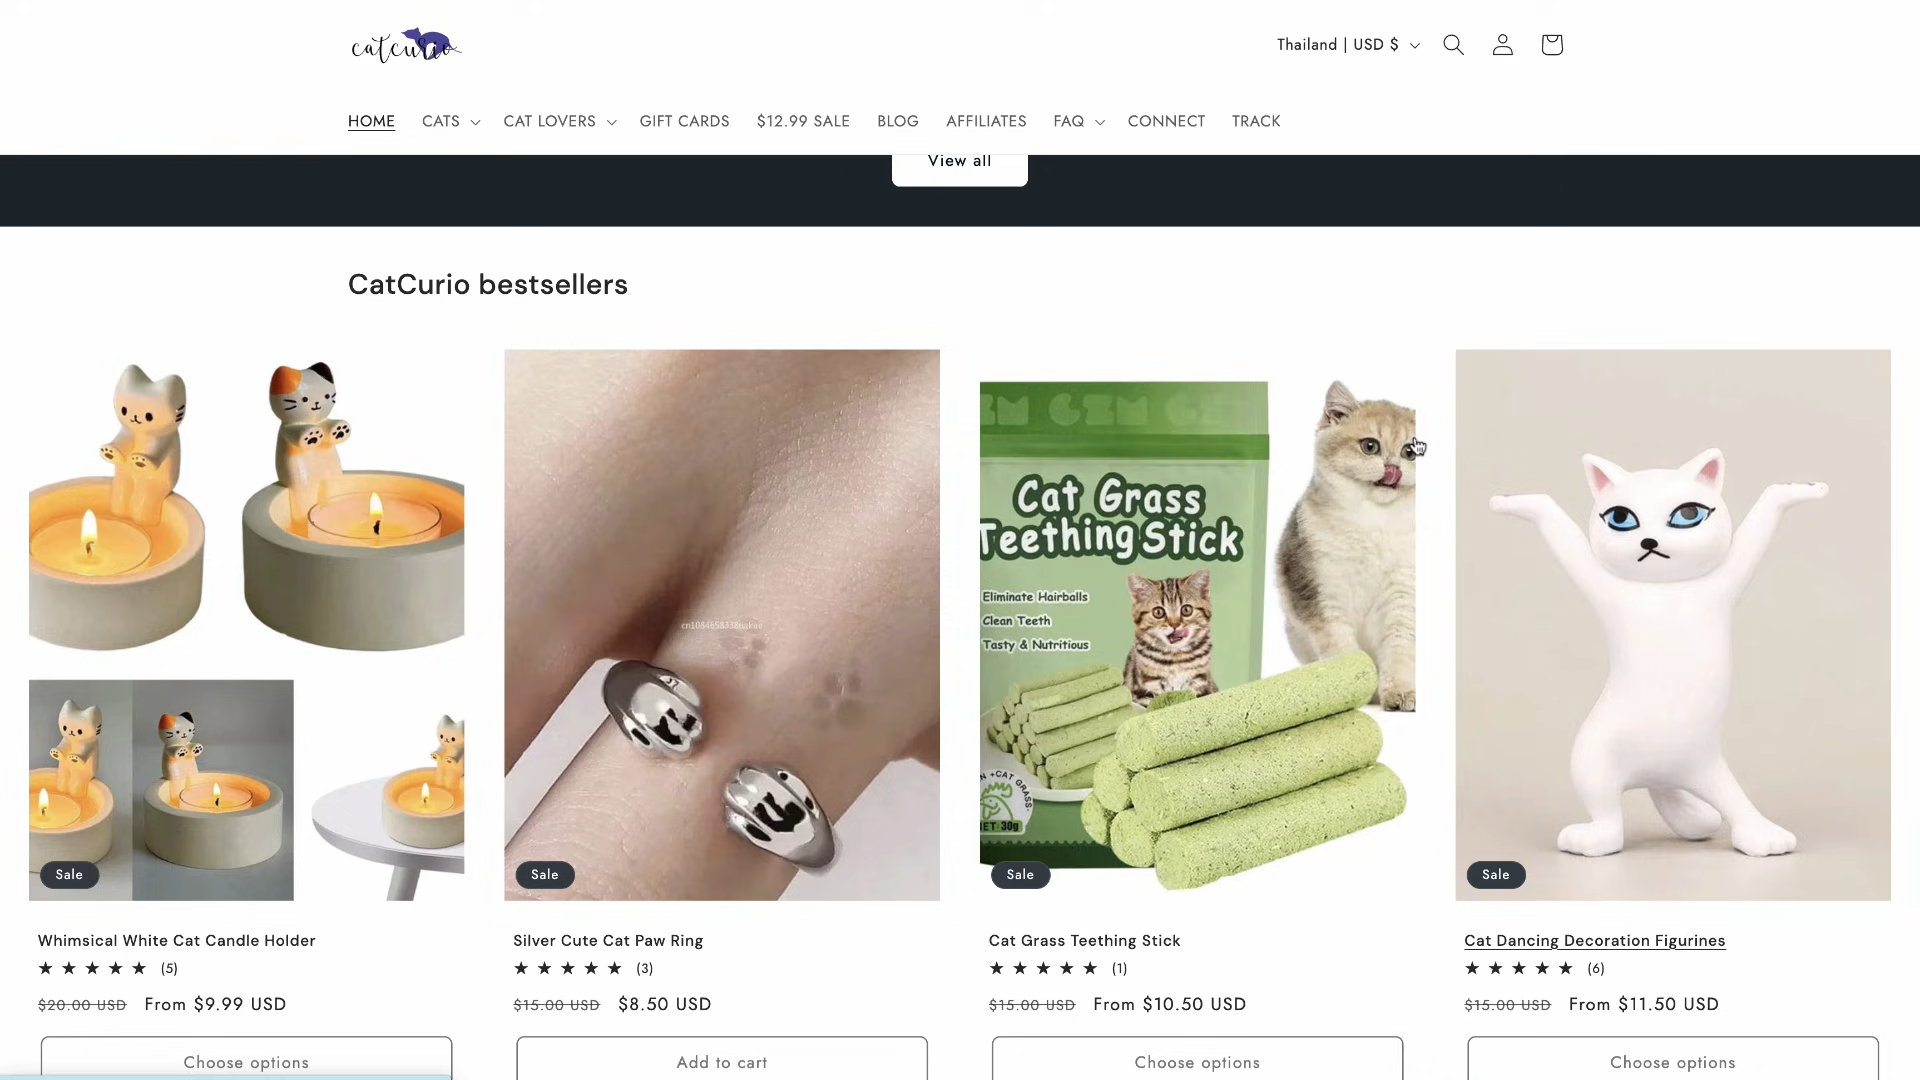 catcurio
Thailand | USD $
HOME
CATS
CAT LOVERS
GIFT CARDS
$12.99 SALE
BLOG
AFFILIATES
FAQ
CONNECT
TRACK
View all
CatCurio bestsellers
Cat Grass
Teething Stick
Eliminate Hairballs
Clean Teeth
Tasty & Nutritious
+CAT GRASS
NET 30g
Sale
Sale
Sale
Sale
Whimsical White Cat Candle Holder
(5)
$20.00 USD From $9.99 USD
Choose options
Silver Cute Cat Paw Ring
(3)
$15.00 USD $8.50 USD
Add to cart
Cat Grass Teething Stick
(1)
$15.00 USD From $10.50 USD
Choose options
Cat Dancing Decoration Figurines
(6)
$15.00 USD From $11.50 USD
Choose options